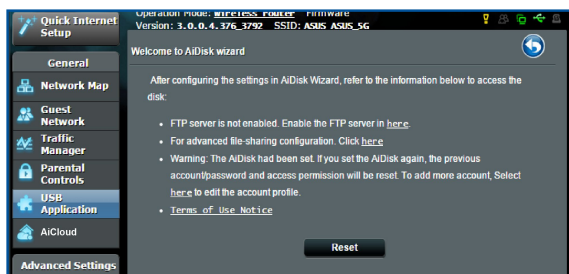 Quick Internet
Setup
Operation Mode: Wireless router Firmware
Version: 3.0.0.4.376_3792 SSID: ASUS ASUS_5G
General
Network Map
Guest
Network
Traffic
Manager
Parental
Controls
USB
Application
AiCloud
Advanced Settings
Welcome to AiDisk wizard
After configuring the settings in AiDisk Wizard, refer to the information below to access the
disk:
FTP server is not enabled. Enable the FTP server in here.
For advanced file-sharing configuration. Click here
Warning: The AiDisk had been set. If you set the AiDisk again, the previous
account/password and access permission will be reset. To add more account, Select
here to edit the account profile.
Terms of Use Notice
Reset